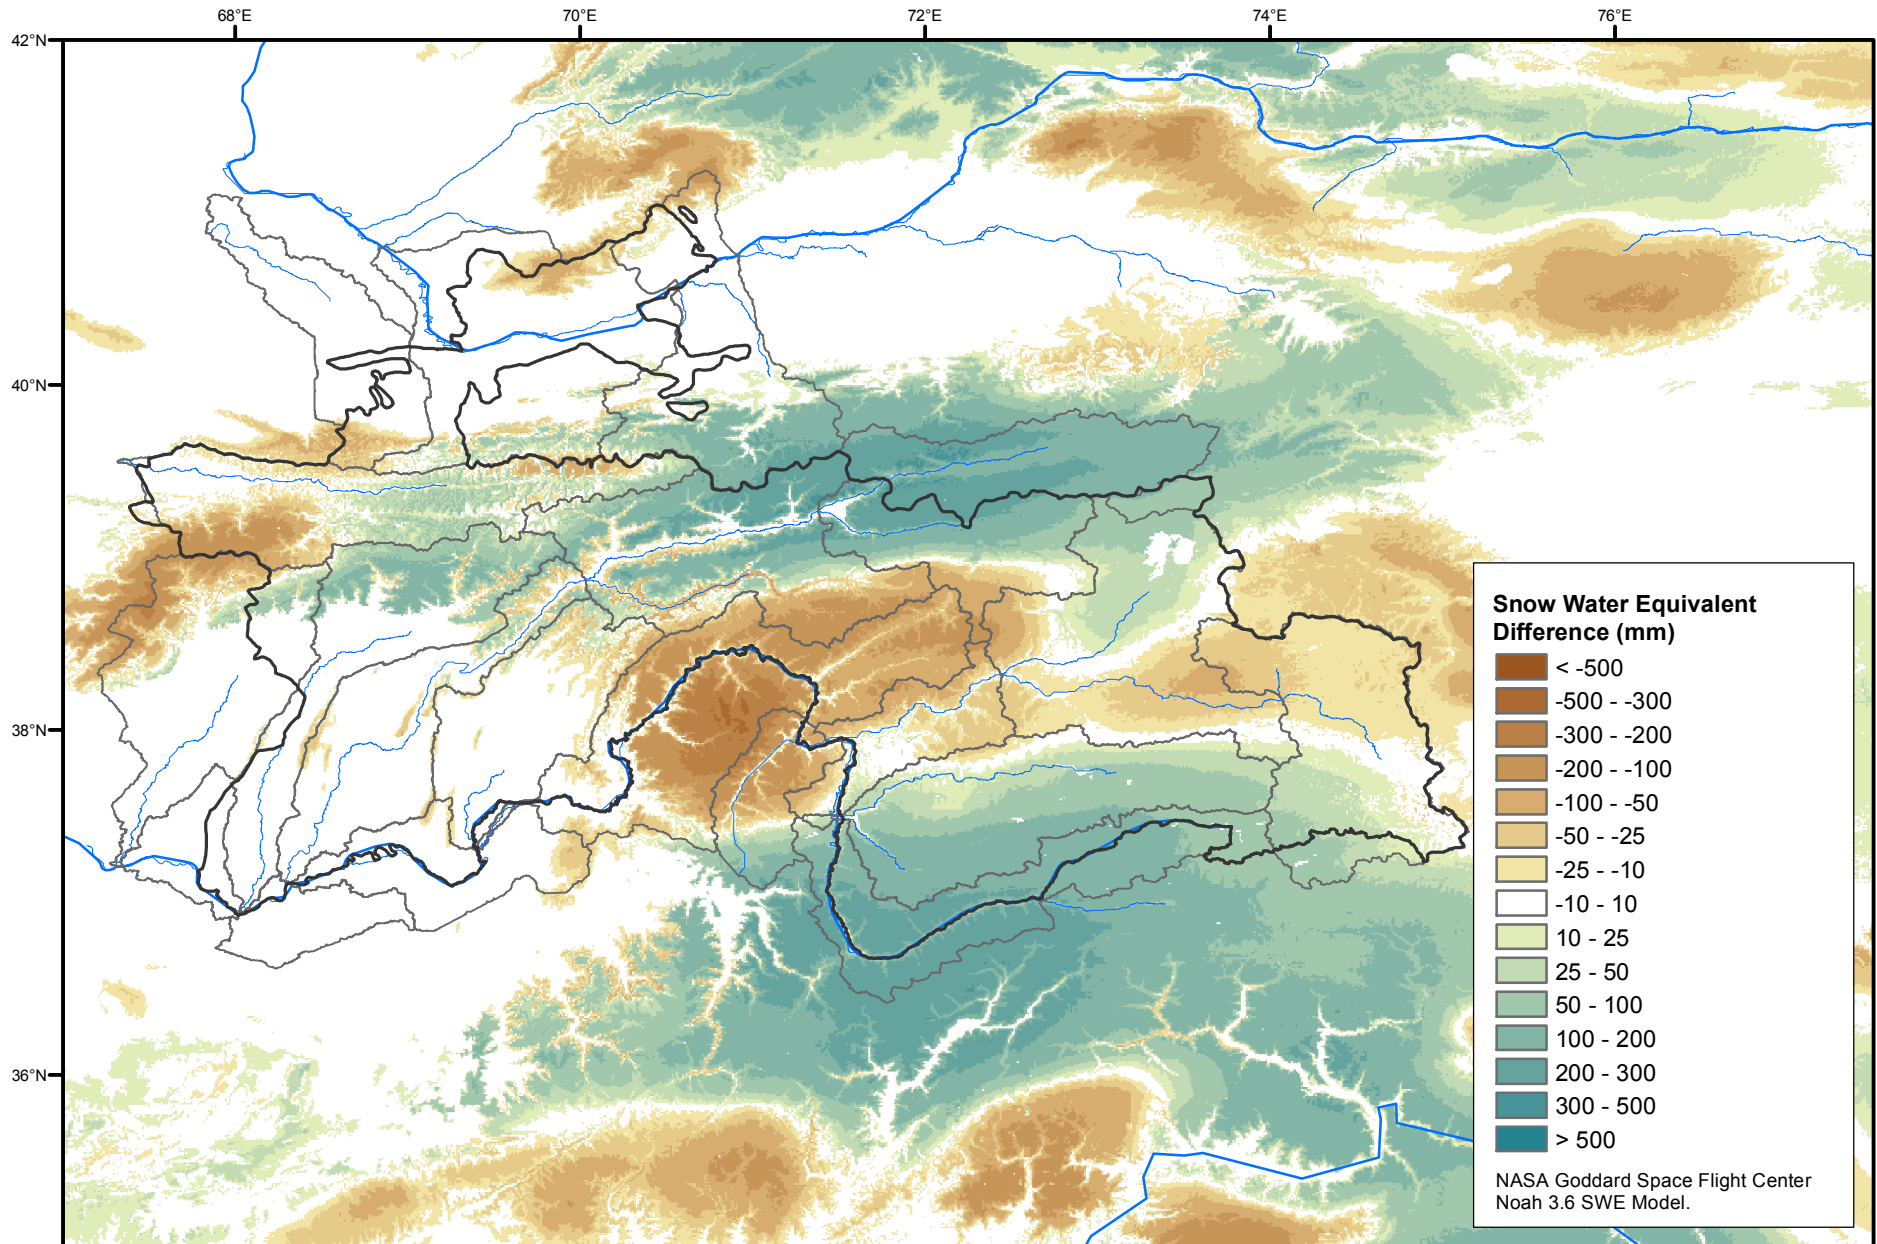 68°E 70°E 72°E 74°E 76°E
42°N
40°N
38°N
36°N
Snow Water Equivalent
Difference (mm)
< -500
-500 - -300
-300 - -200
-200 - -100
-100 - -50
-50 - -25
-25 - -10
-10 - 10
10 - 25
25 - 50
50 - 100
100 - 200
200 - 300
300 - 500
> 500
NASA Goddard Space Flight Center
Noah 3.6 SWE Model.